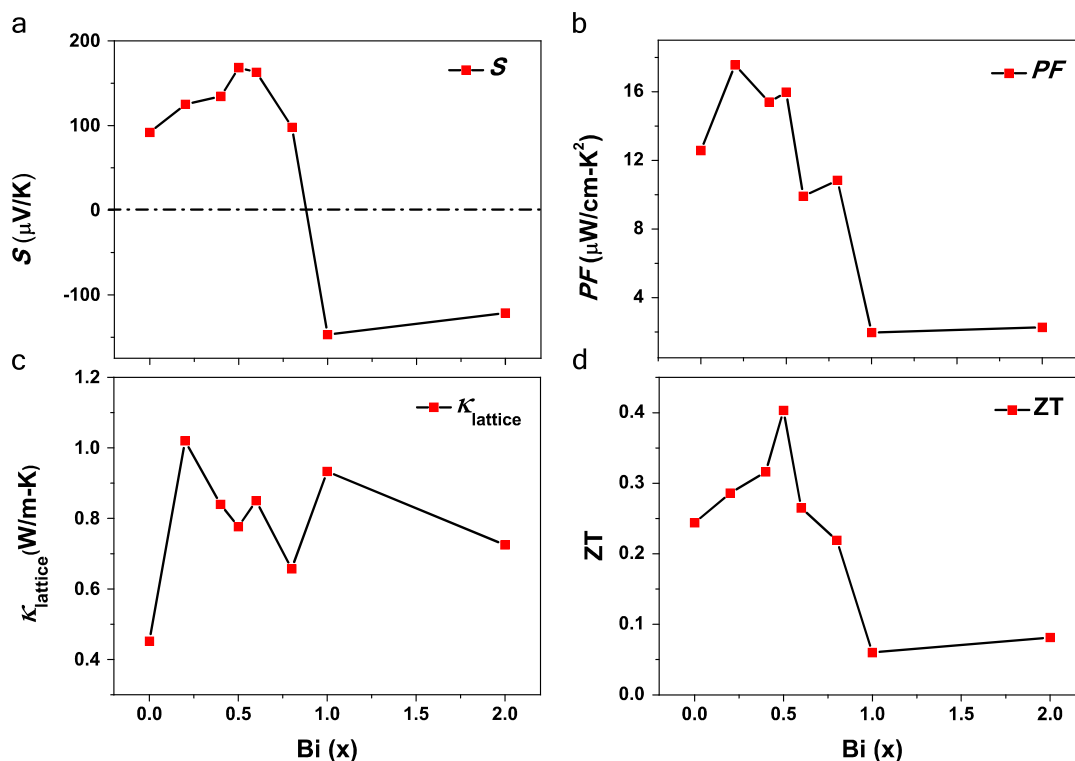 a
200
100
0
-100
S (μV/K)
S
b
16
12
8
4
PF (μW/cm-K²)
PF
c
1.2
1.0
0.8
0.6
0.4
κlattice(W/m-K)
κlattice
0.0 0.5 1.0 1.5 2.0
Bi (x)
d
0.4
0.3
0.2
0.1
0.0
ZT
ZT
0.0 0.5 1.0 1.5 2.0
Bi (x)